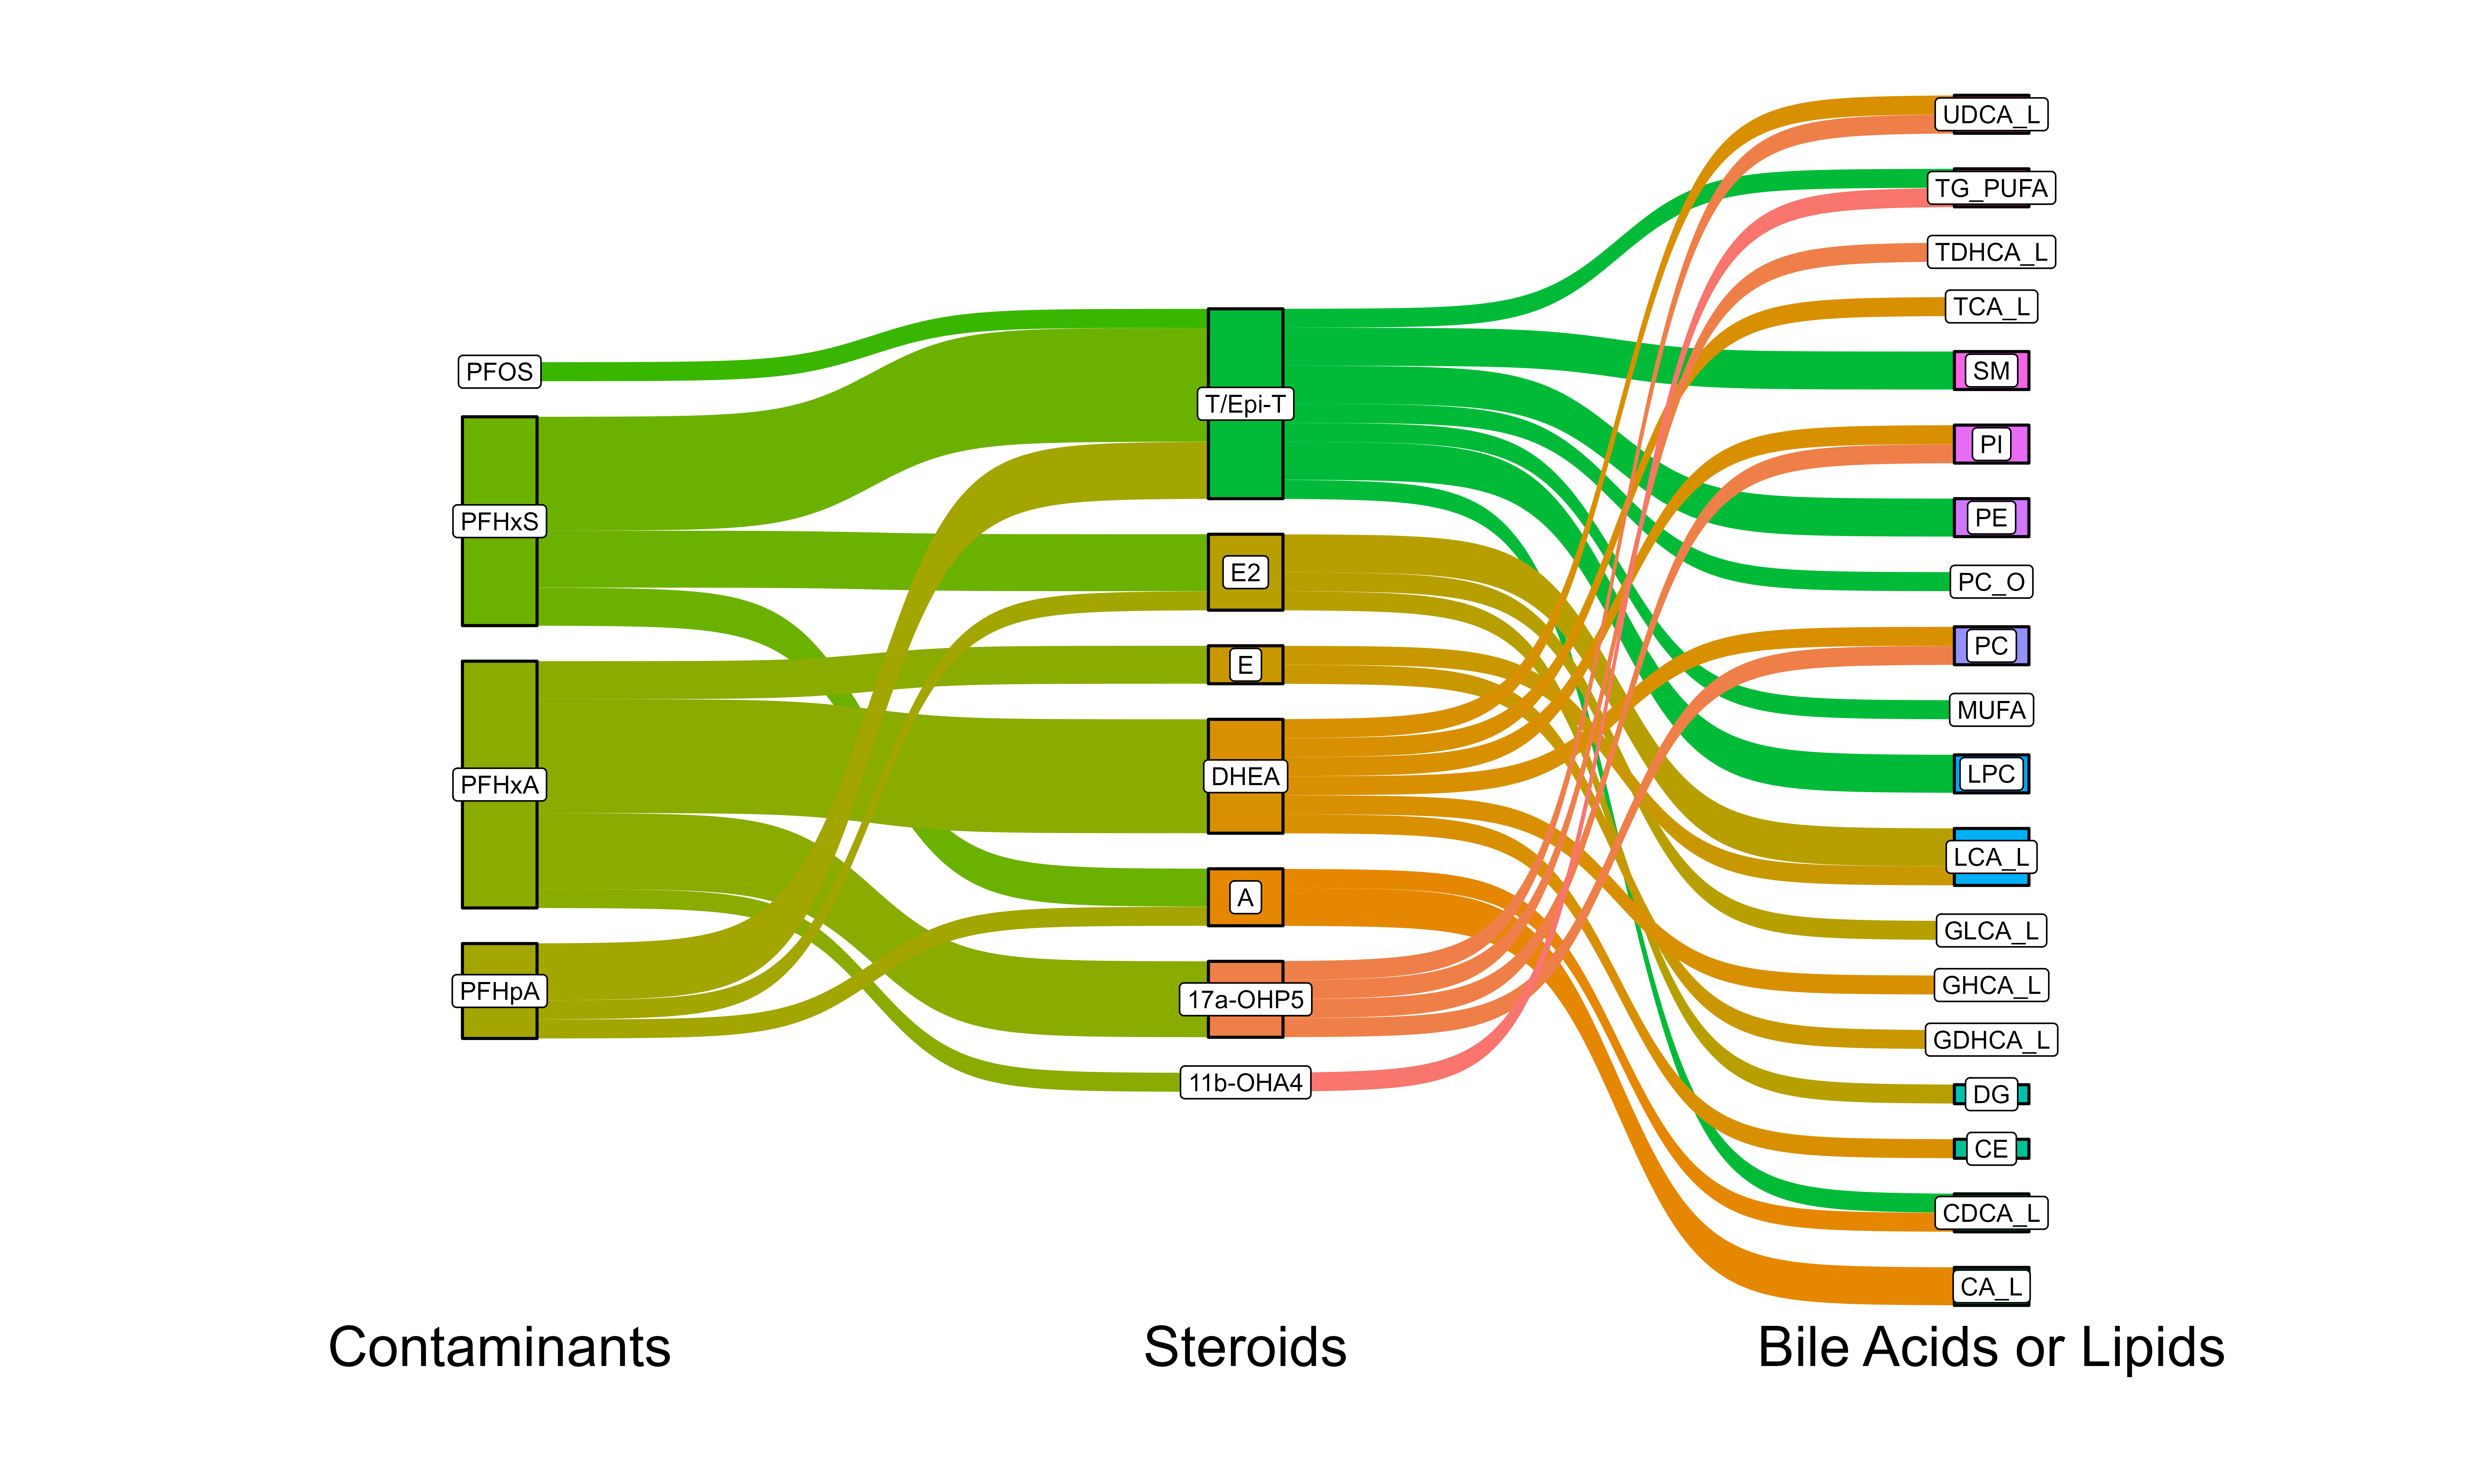 PFOS
PFHxS
PFHxA
PFHpA
T/Epi-T
E2
E
DHEA
A
17a-OHP5
11b-OHA4
UDCA_L
TG_PUFA
TDHCA_L
TCA_L
SM
PI
PE
PC_O
PC
MUFA
LPC
LCA_L
GLCA_L
GHCA_L
GDHCA_L
DG
CE
CDCA_L
CA_L
Contaminants
Steroids
Bile Acids or Lipids